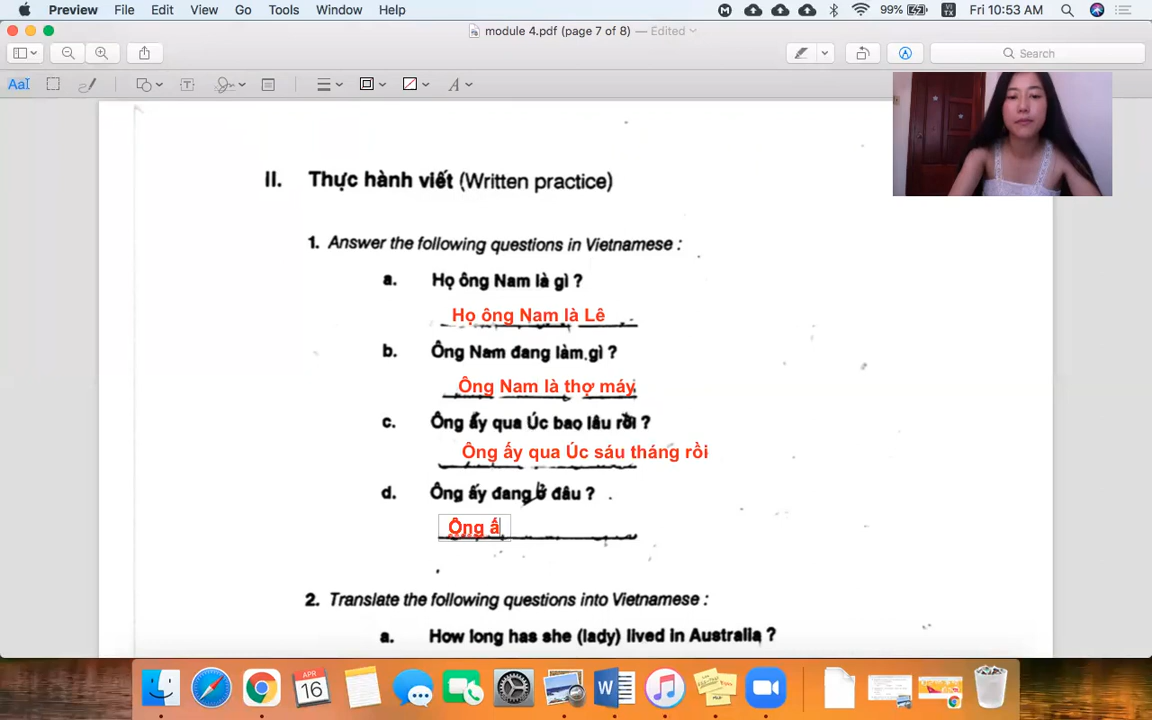 Preview File Edit View Go Tools Window Help 99% VI TX Fri 10:53 AM
module 4.pdf (page 7 of 8) — Edited
Search
AaI T A
II. Thực hành viết (Written practice)
1. Answer the following questions in Vietnamese :
a. Họ ông Nam là gì ?
Họ ông Nam là Lê
b. Ông Nam đang làm gì ?
Ông Nam là thợ máy
c. Ông ấy qua Úc bao lâu rồi ?
Ông ấy qua Úc sáu tháng rồi
d. Ông ấy đang ở đâu ?
Ông ấ
2. Translate the following questions into Vietnamese :
a. How long has she (lady) lived in Australia ?
APR
16
W